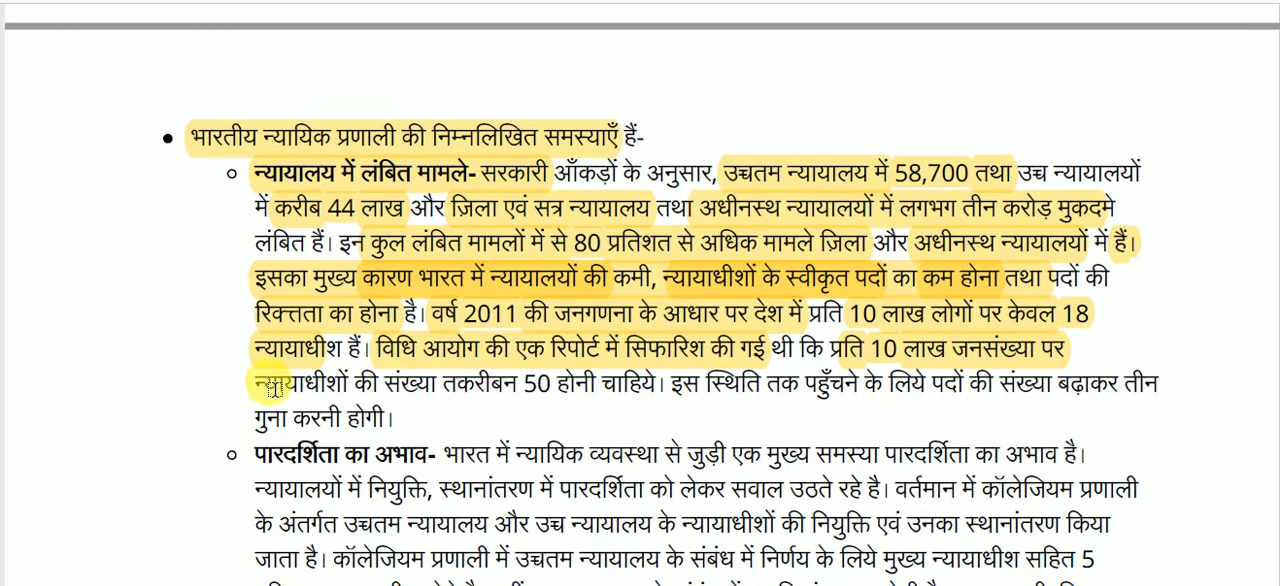 • भारतीय न्यायिक प्रणाली की निम्नलिखित समस्याएँ हैं-
○ न्यायालय में लंबित मामले- सरकारी आँकड़ों के अनुसार, उच्चतम न्यायालय में 58,700 तथा उच्च न्यायालयों
में करीब 44 लाख और ज़िला एवं सत्र न्यायालय तथा अधीनस्थ न्यायालयों में लगभग तीन करोड़ मुकदमे
लंबित हैं। इन कुल लंबित मामलों में से 80 प्रतिशत से अधिक मामले ज़िला और अधीनस्थ न्यायालयों में हैं।
इसका मुख्य कारण भारत में न्यायालयों की कमी, न्यायाधीशों के स्वीकृत पदों का कम होना तथा पदों की
रिक्तता का होना है। वर्ष 2011 की जनगणना के आधार पर देश में प्रति 10 लाख लोगों पर केवल 18
न्यायाधीश हैं। विधि आयोग की एक रिपोर्ट में सिफारिश की गई थी कि प्रति 10 लाख जनसंख्या पर
न्यायाधीशों की संख्या तकरीबन 50 होनी चाहिये। इस स्थिति तक पहुँचने के लिये पदों की संख्या बढ़ाकर तीन
गुना करनी होगी।
○ पारदर्शिता का अभाव- भारत में न्यायिक व्यवस्था से जुड़ी एक मुख्य समस्या पारदर्शिता का अभाव है।
न्यायालयों में नियुक्ति, स्थानांतरण में पारदर्शिता को लेकर सवाल उठते रहे है। वर्तमान में कॉलेजियम प्रणाली
के अंतर्गत उच्चतम न्यायालय और उच्च न्यायालय के न्यायाधीशों की नियुक्ति एवं उनका स्थानांतरण किया
जाता है। कॉलेजियम प्रणाली में उच्चतम न्यायालय के संबंध में निर्णय के लिये मुख्य न्यायाधीश सहित 5